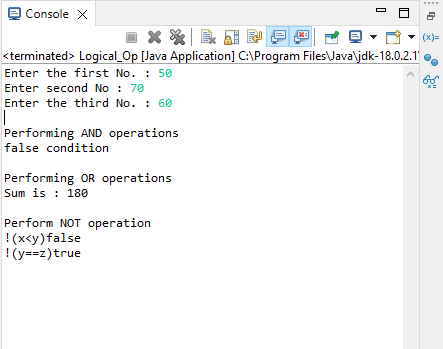 Console
<terminated> Logical_Op [Java Application] C:\Program Files\Java\jdk-18.0.2.1\
Enter the first No. : 50
Enter second No : 70
Enter the third No. : 60
Performing AND operations
false condition
Performing OR operations
Sum is : 180
Perform NOT operation
!(x<y)false
!(y==z)true